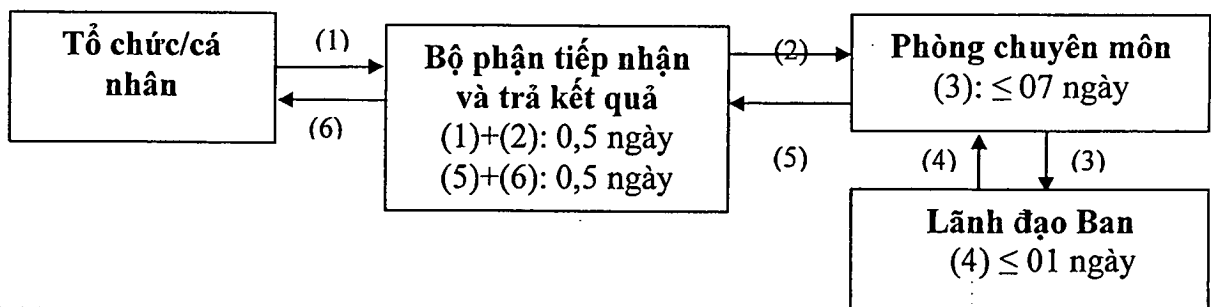 Tổ chức/cá
nhân
(1)
(6)
Bộ phận tiếp nhận
và trả kết quả
(1)+(2): 0,5 ngày
(5)+(6): 0,5 ngày
(2)
(5)
Phòng chuyên môn
(3): ≤ 07 ngày
(4)
(3)
Lãnh đạo Ban
(4) ≤ 01 ngày